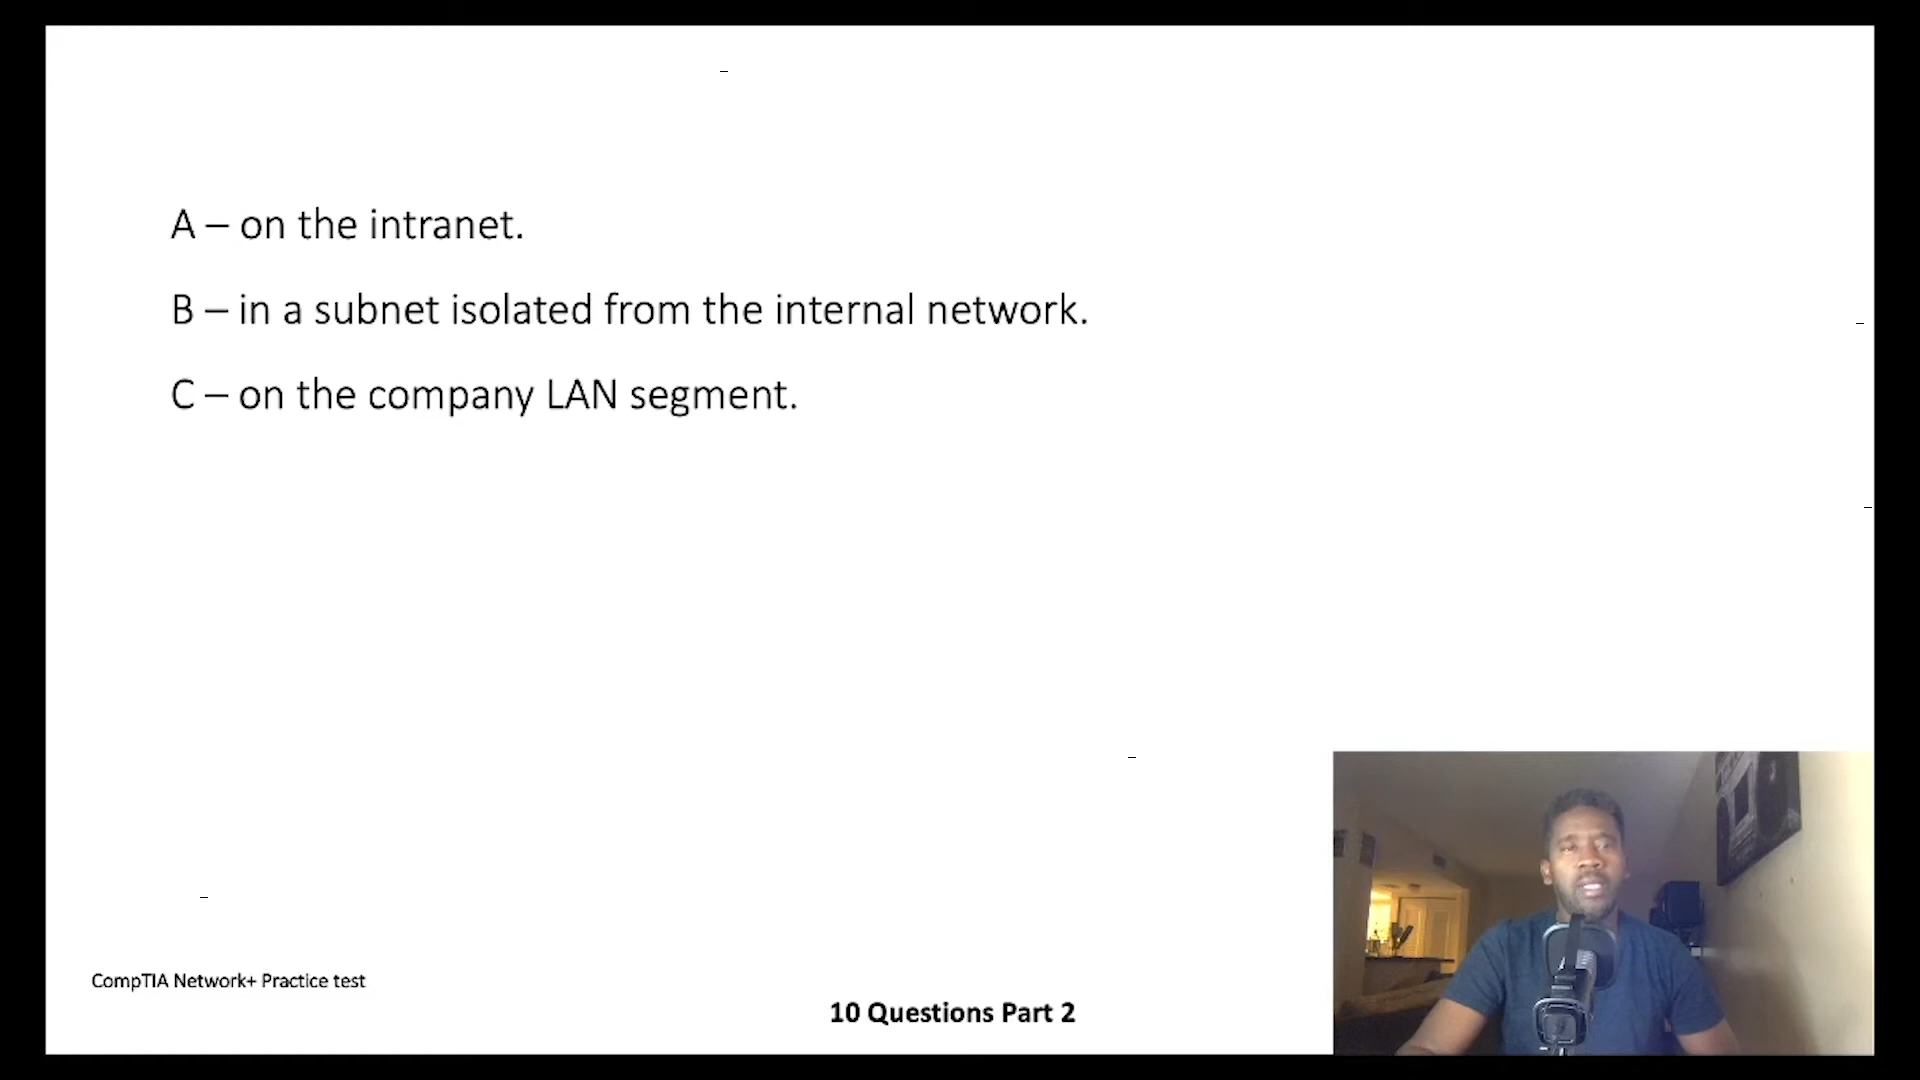 A – on the intranet.
B – in a subnet isolated from the internal network.
C – on the company LAN segment.
CompTIA Network+ Practice test
10 Questions Part 2